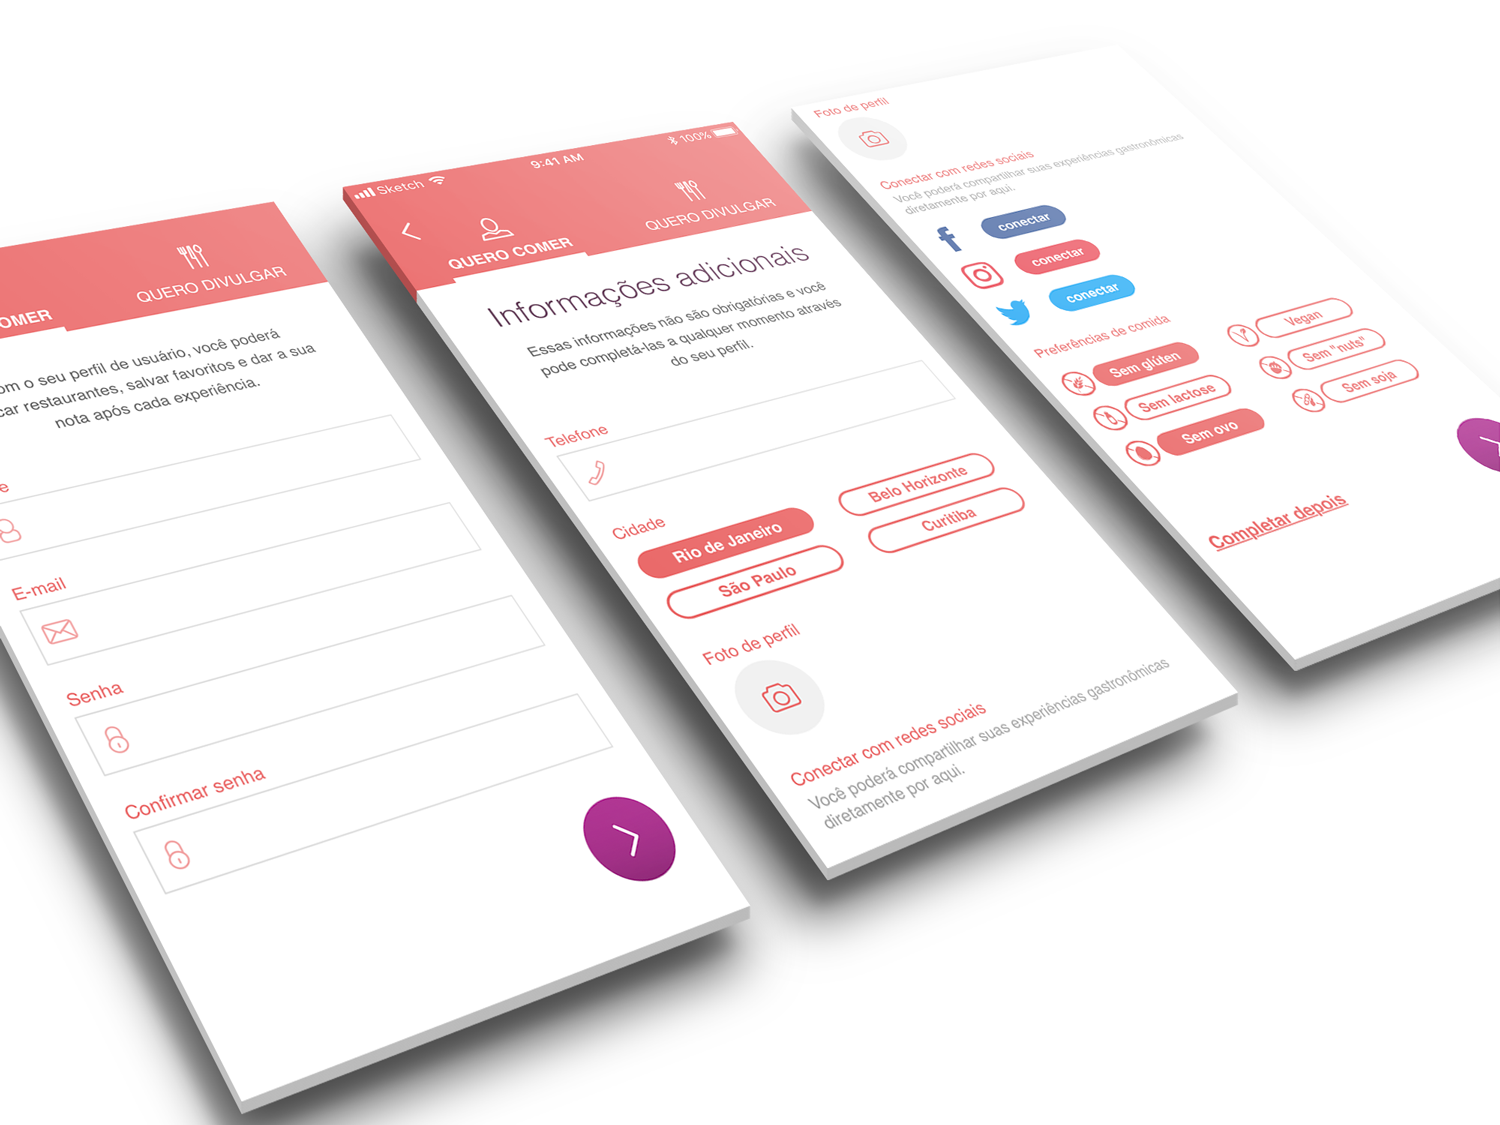 OMER
QUERO DIVULGAR
om o seu perfil de usuário, você poderá
car restaurantes, salvar favoritos e dar a sua
nota após cada experiência.
e
E-mail
Senha
Confirmar senha
Sketch
9:41 AM
100%
QUERO COMER
QUERO DIVULGAR
Informações adicionais
Essas informações não são obrigatórias e você
pode completá-las a qualquer momento através
do seu perfil.
Telefone
Cidade
Rio de Janeiro
Belo Horizonte
São Paulo
Curitiba
Foto de perfil
Conectar com redes sociais
Você poderá compartilhar suas experiências gastronômicas
diretamente por aqui.
Foto de perfil
Conectar com redes sociais
Você poderá compartilhar suas experiências gastronômicas
diretamente por aqui.
conectar
conectar
conectar
Preferências de comida
Sem glúten
Vegan
Sem lactose
Sem "nuts"
Sem ovo
Sem soja
Completar depois